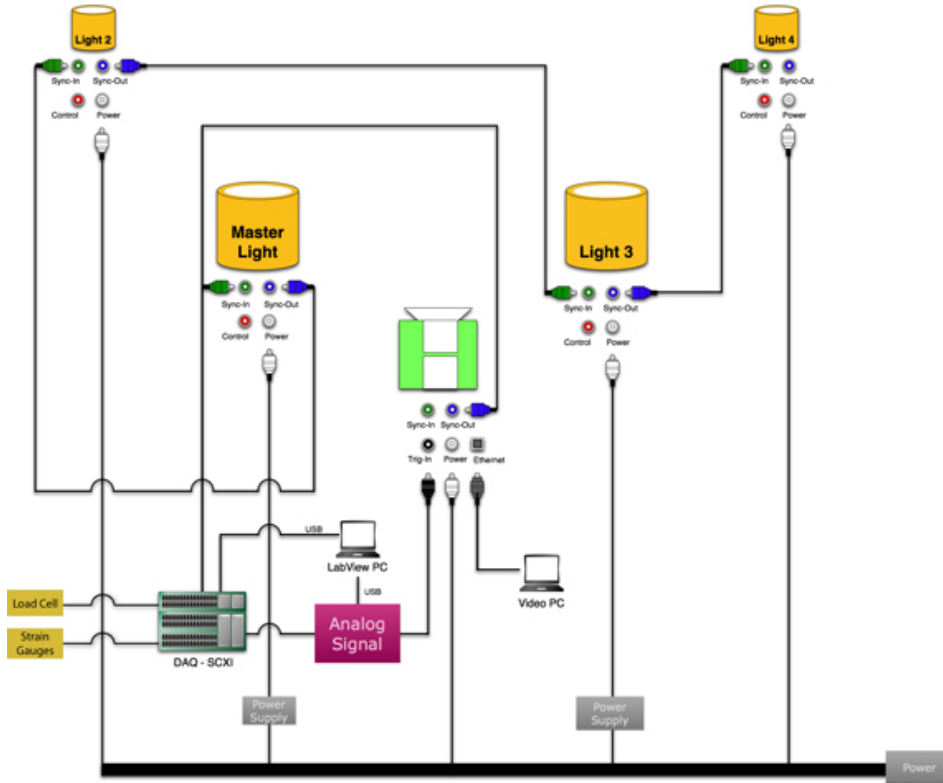 Light 2
Light 4
Sync-In Sync-Out
Sync-In Sync-Out
Control Power
Control Power
Master
Light
Light 3
Sync-In Sync-Out
Sync-In Sync-Out
Control Power
Control Power
Sync-In Sync-Out
Trig-In Power Ethernet
USB
LabView PC
USB
Video PC
Load Cell
Strain
Gauges
Analog
Signal
DAQ - SCXI
Power
Supply
Power
Supply
Power